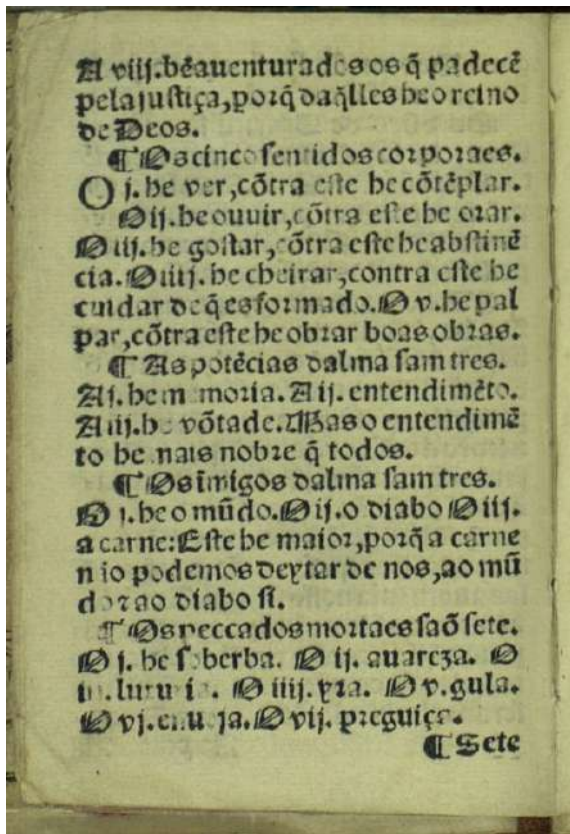 A viij. bẽauenturados os q̃ padecẽ
pela justiça, porq̃ daq̃lles he o reino
de Deos.
¶ Os cinco sentidos corporaes.
O j. he ver, cõtra este he cõtẽplar.
O ij. he ouuir, cõtra este he orar.
O iij. he gostar, cõtra este he abstinẽ
cia. O iiij. he cheirar, contra este he
cuidar de q̃ es formado. O v. he pal
par, cõtra este he obrar boas obras.
¶ As potẽcias dalma sam tres.
A j. he memoria. A ij. entendimẽto.
A iij. he võtade. Mas o entendimẽ
to he mais nobre q̃ todos.
¶ Os ĩmigos dalma sam tres.
O j. he o mũdo. O ij. o diabo O iij.
a carne: Este he maior, porq̃ a carne
não podemos deytar de nos, ao mũ
do z ao diabo si.
¶ Os peccados mortaes saõ sete.
O j. he soberba. O ij. auareza. O
iij. luxuria. O iiij. yra. O v. gula.
O vj. enueja. O vij. preguiça.
¶ Sete